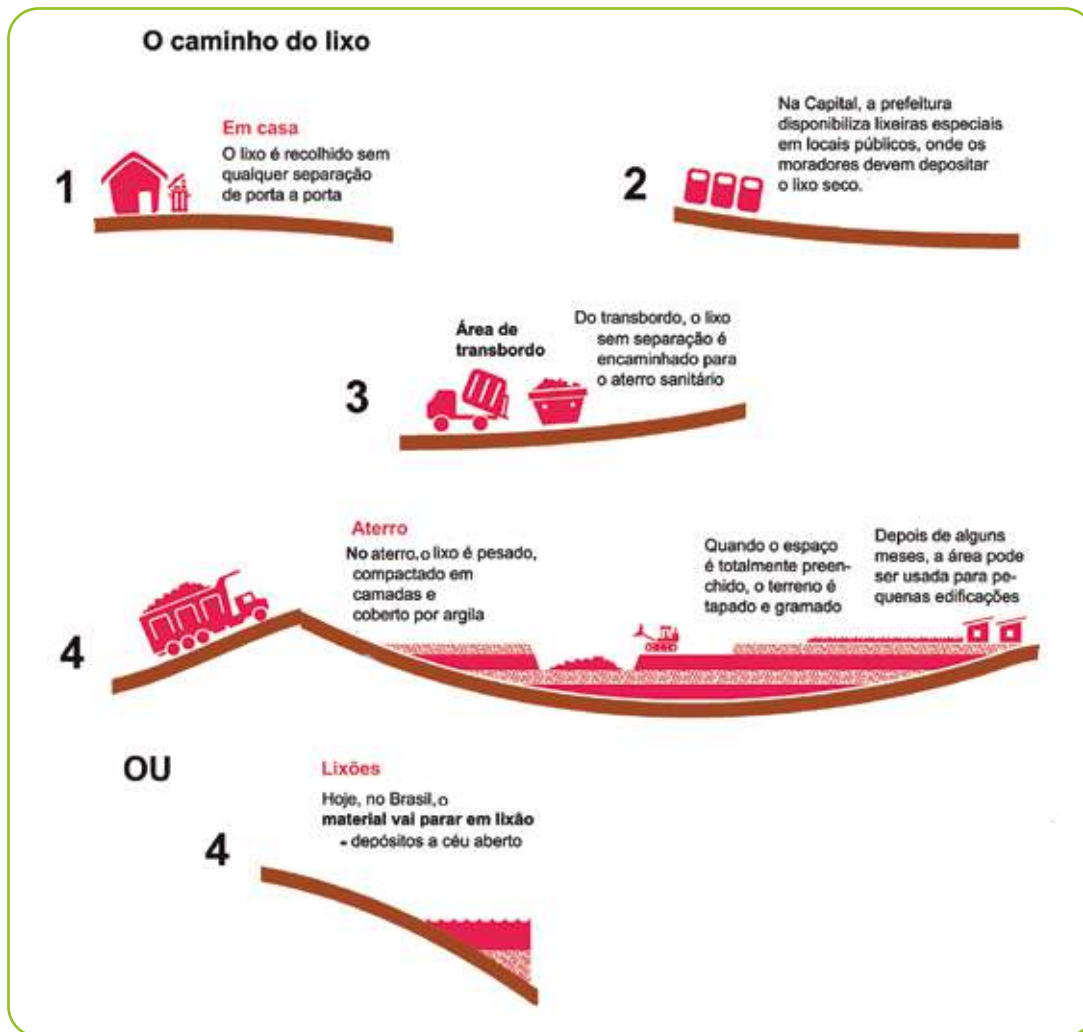 O caminho do lixo
1
Em casa
O lixo é recolhido sem
qualquer separação
de porta a porta
2
Na Capital, a prefeitura
disponibiliza lixeiras especiais
em locais públicos, onde os
moradores devem depositar
o lixo seco.
3
Área de
transbordo
Do transbordo, o lixo
sem separação é
encaminhado para
o aterro sanitário
4
Aterro
No aterro, o lixo é pesado,
compactado em
camadas e
coberto por argila
Quando o espaço
é totalmente preen-
chido, o terreno é
tapado e gramado
Depois de alguns
meses, a área pode
ser usada para pe-
quenas edificações
OU
4
Lixões
Hoje, no Brasil, o
material vai parar em lixão
- depósitos a céu aberto